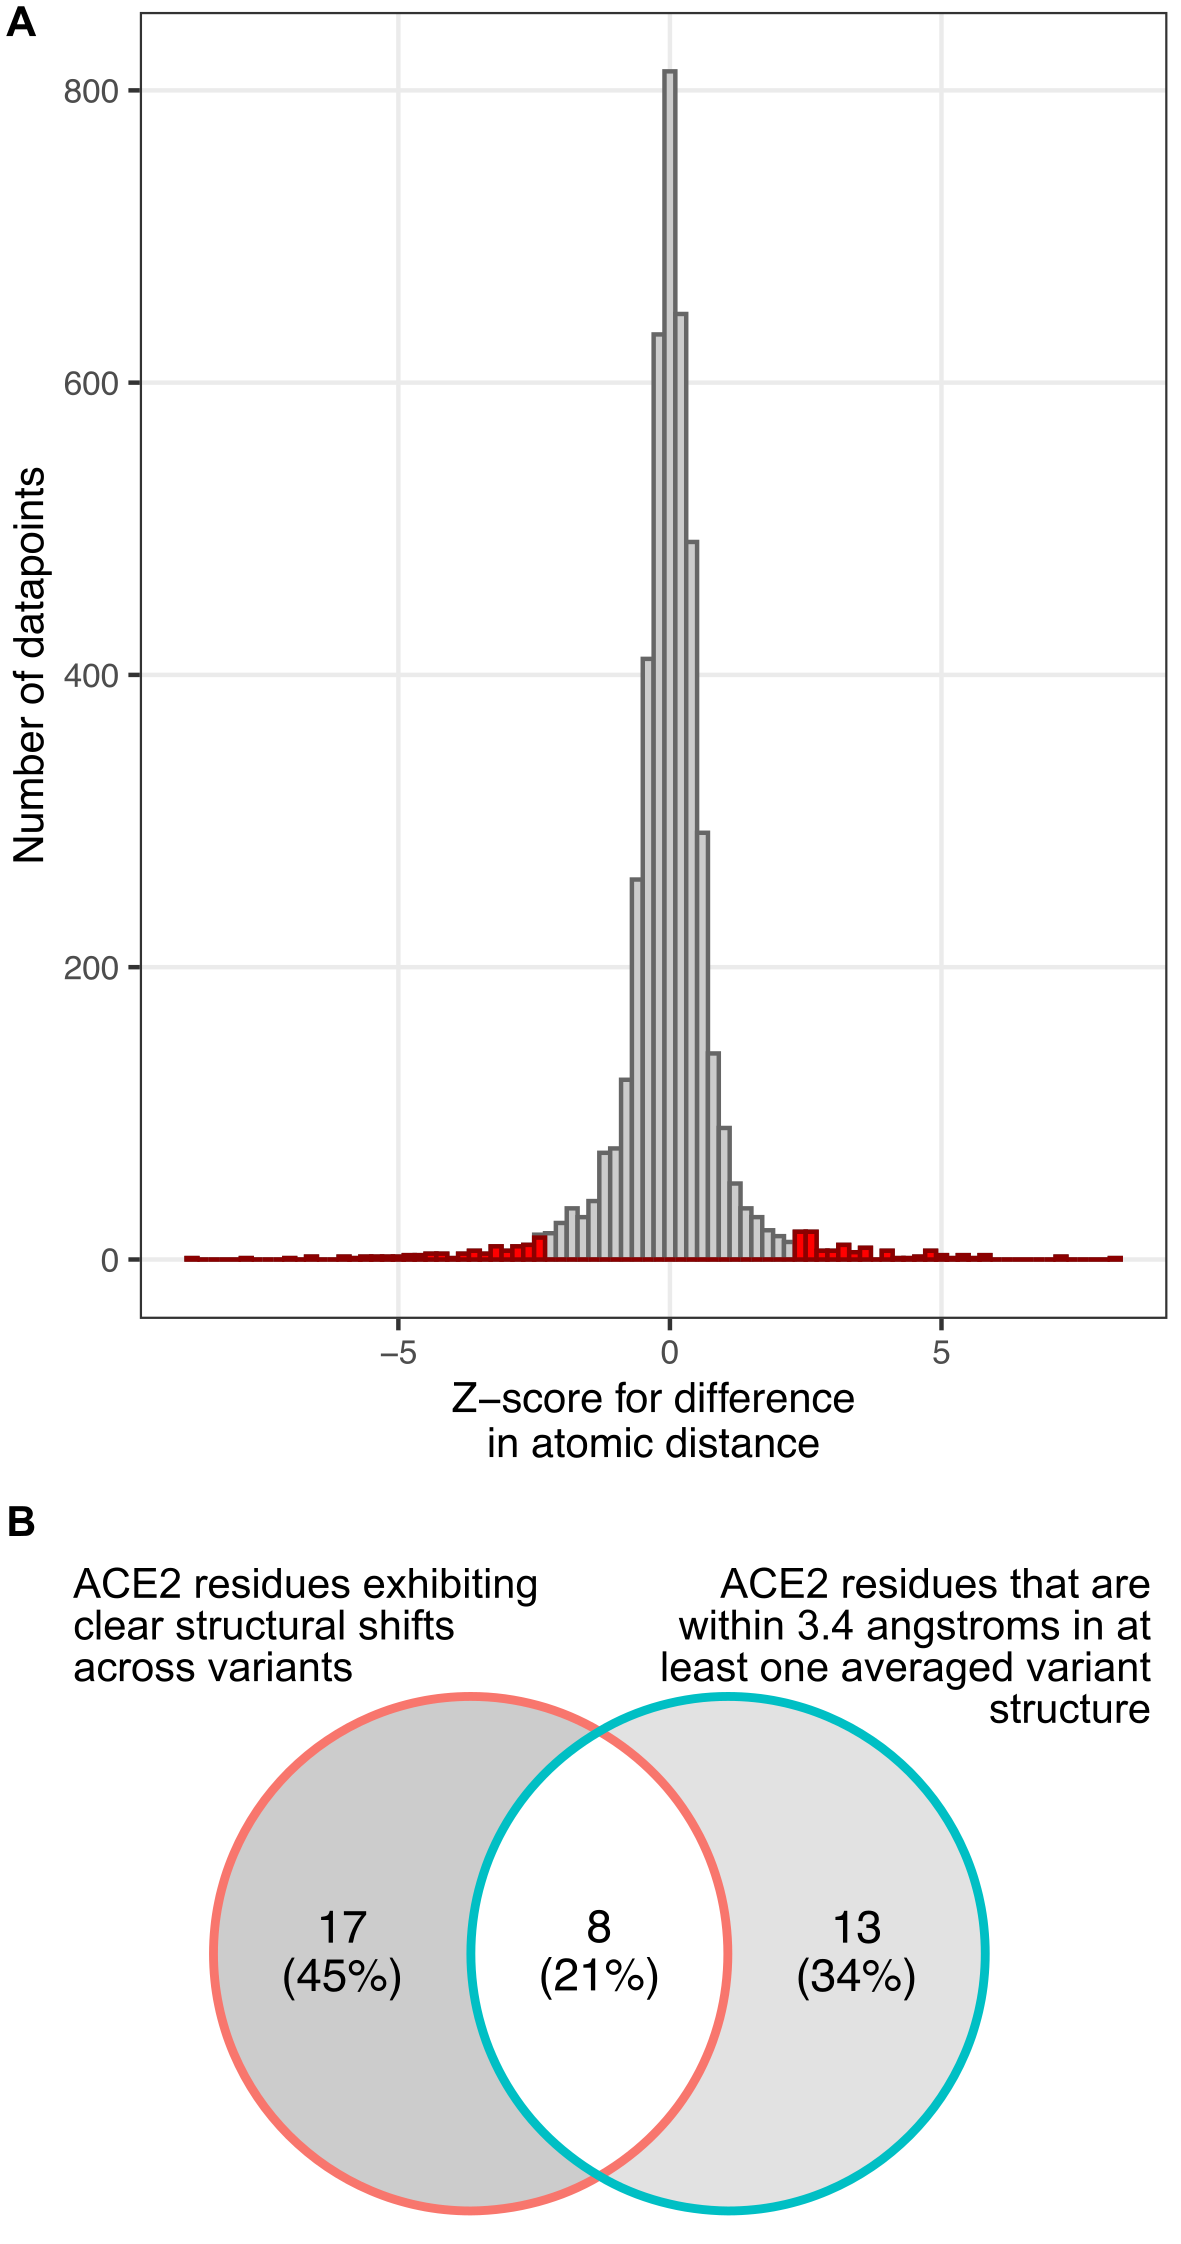 A
800
600
400
200
0
Number of datapoints
−5
0
5
Z−score for difference
in atomic distance
B
ACE2 residues exhibiting
clear structural shifts
across variants
ACE2 residues that are
within 3.4 angstroms in at
least one averaged variant
structure
17
(45%)
8
(21%)
13
(34%)